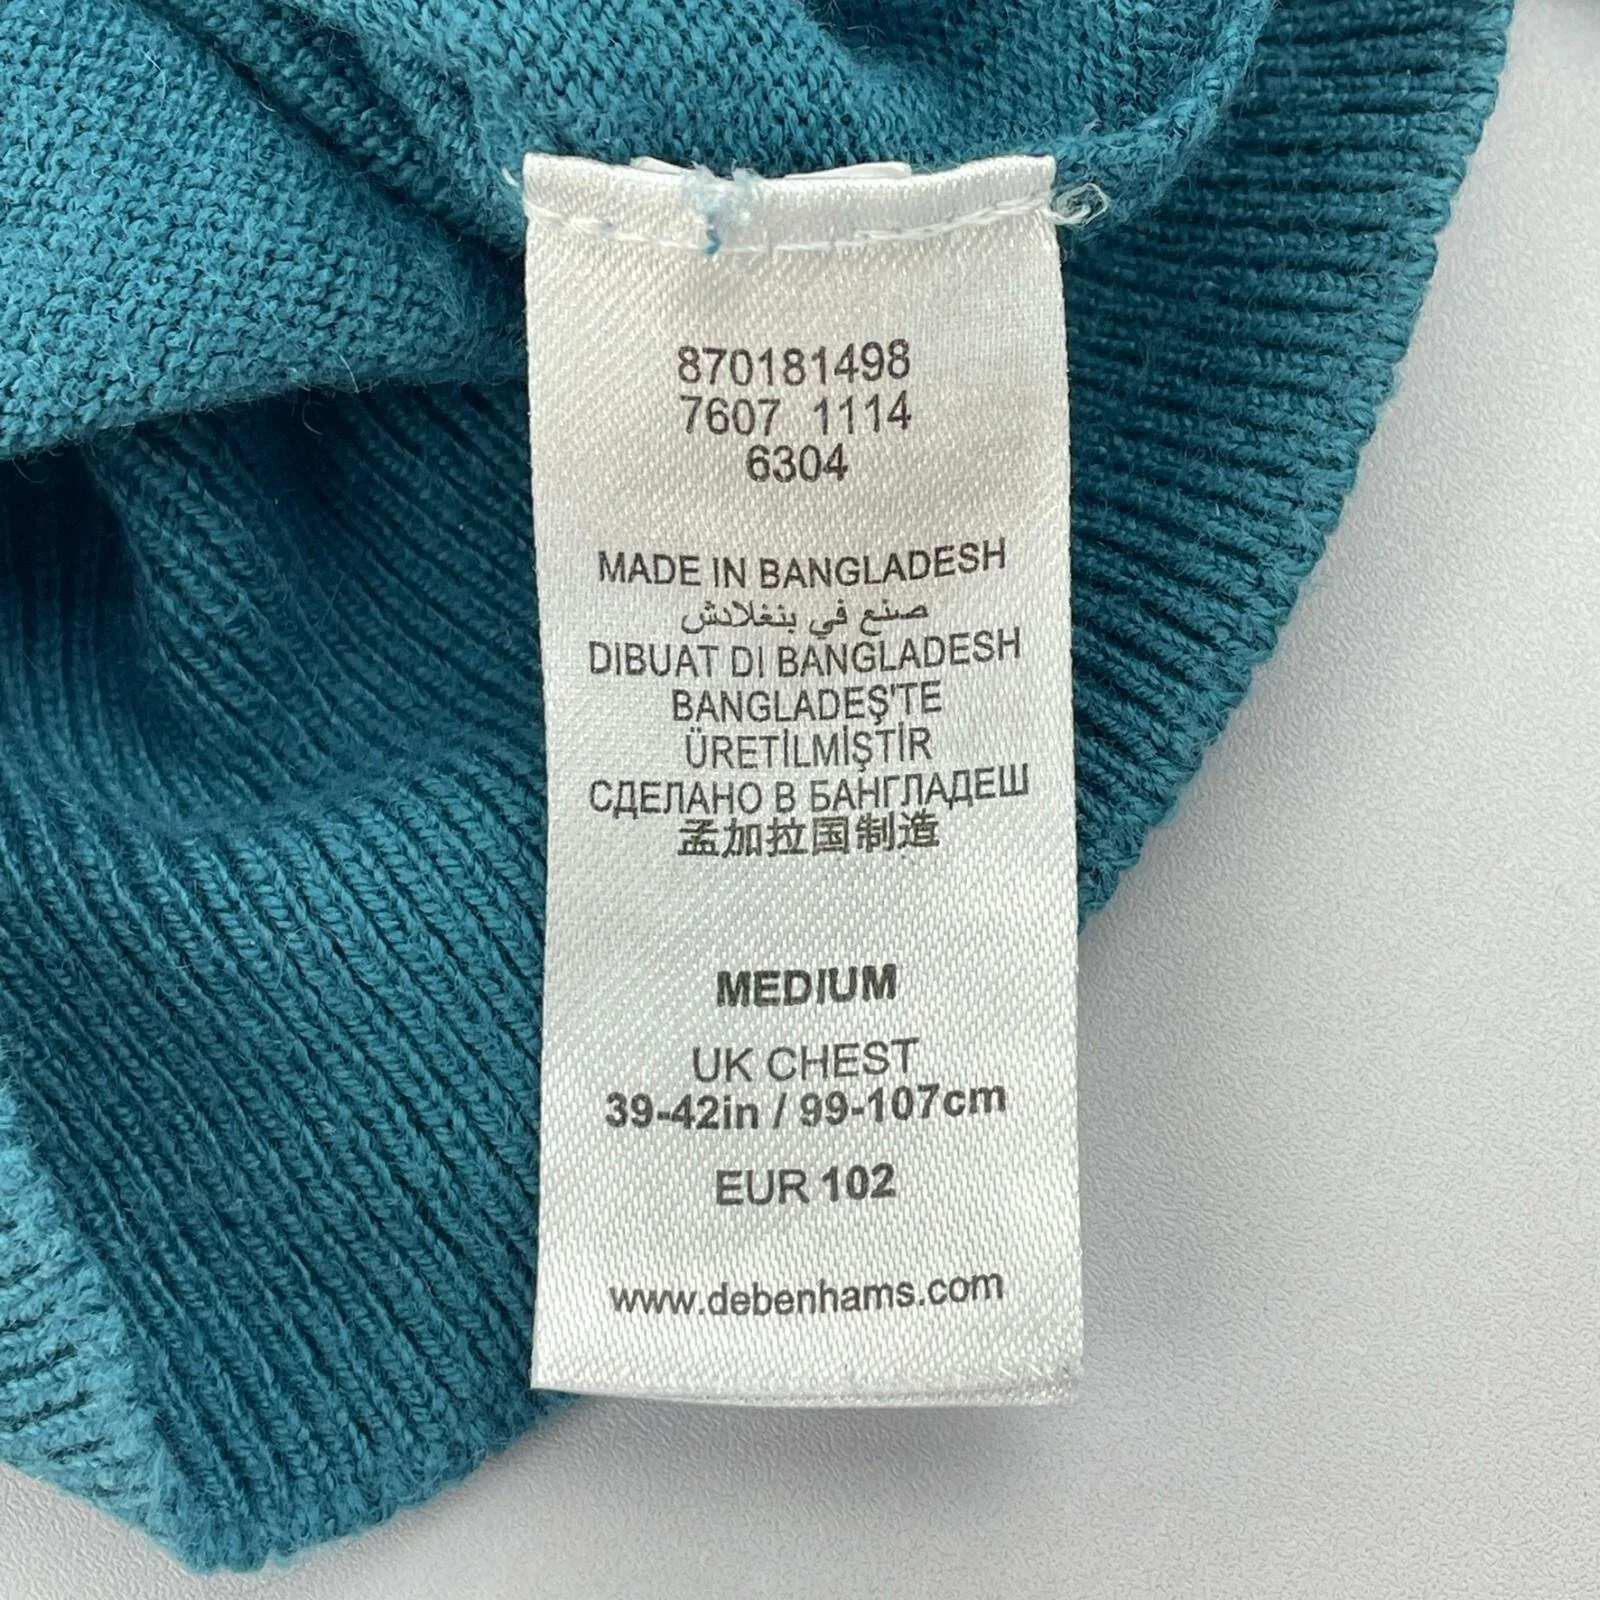 870181498
7607 1114
6304
MADE IN BANGLADESH
صنع في بنغلادش
DIBUAT DI BANGLADESH
BANGLADEŞ'TE
ÜRETİLMİŞTİR
СДЕЛАНО В БАНГЛАДЕШ
孟加拉国制造
MEDIUM
UK CHEST
39-42in / 99-107cm
EUR 102
www.debenhams.com